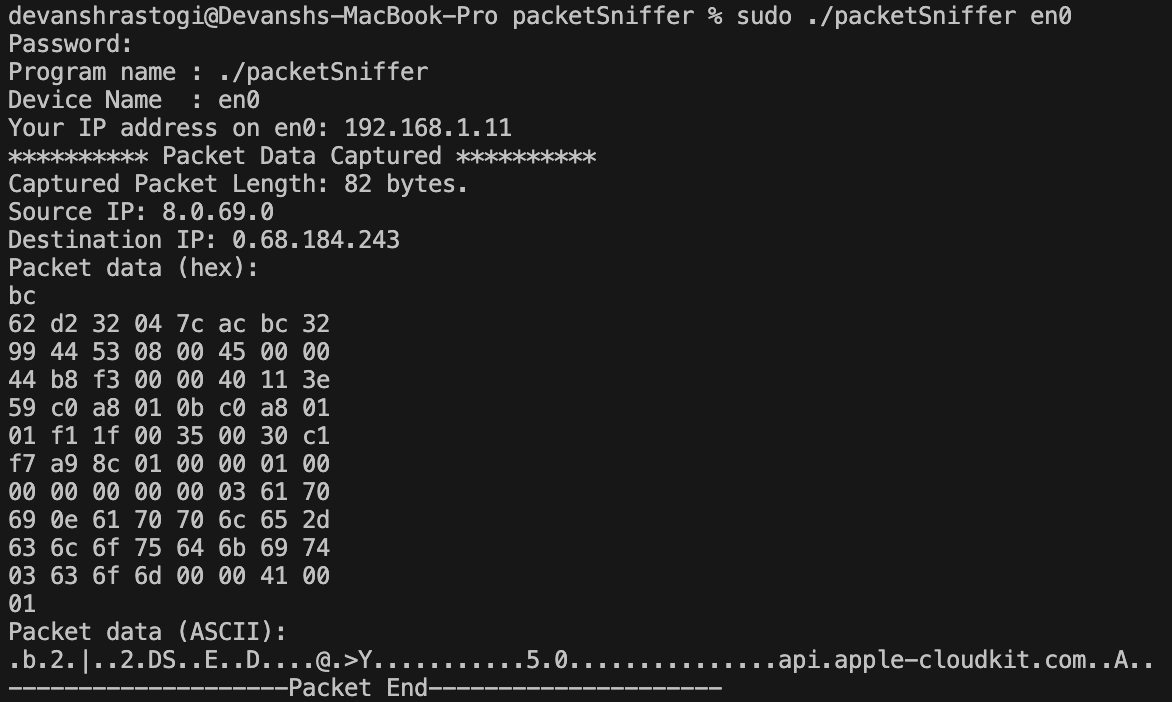 devanshrastogi@Devanshs-MacBook-Pro packetSniffer % sudo ./packetSniffer en0
Password:
Program name : ./packetSniffer
Device Name  : en0
Your IP address on en0: 192.168.1.11
********** Packet Data Captured **********
Captured Packet Length: 82 bytes.
Source IP: 8.0.69.0
Destination IP: 0.68.184.243
Packet data (hex):
bc
62 d2 32 04 7c ac bc 32
99 44 53 08 00 45 00 00
44 b8 f3 00 00 40 11 3e
59 c0 a8 01 0b c0 a8 01
01 f1 1f 00 35 00 30 c1
f7 a9 8c 01 00 00 01 00
00 00 00 00 00 03 61 70
69 0e 61 70 70 6c 65 2d
63 6c 6f 75 64 6b 69 74
03 63 6f 6d 00 00 41 00
01
Packet data (ASCII):
.b.2.|..2.DS..E..D....@.>Y...........5.0...............api.apple-cloudkit.com..A..
--------------------Packet End---------------------